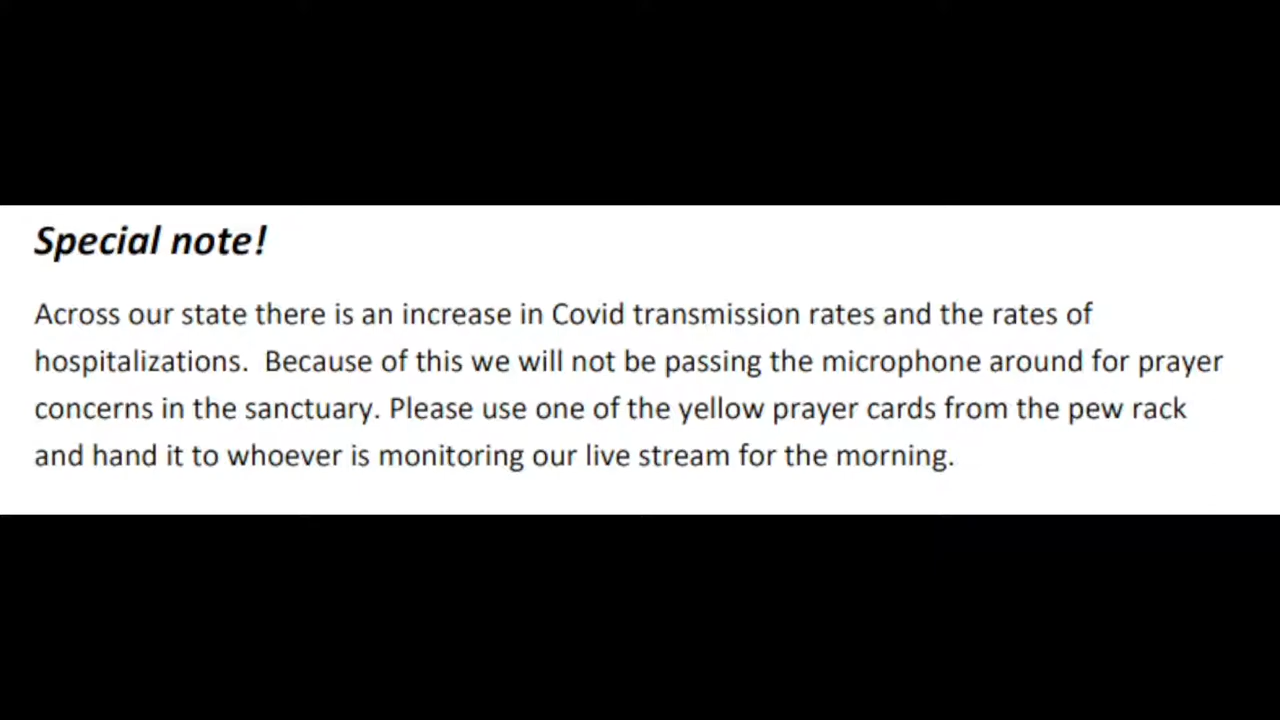 Special note!
Across our state there is an increase in Covid transmission rates and the rates of
hospitalizations.  Because of this we will not be passing the microphone around for prayer
concerns in the sanctuary. Please use one of the yellow prayer cards from the pew rack
and hand it to whoever is monitoring our live stream for the morning.